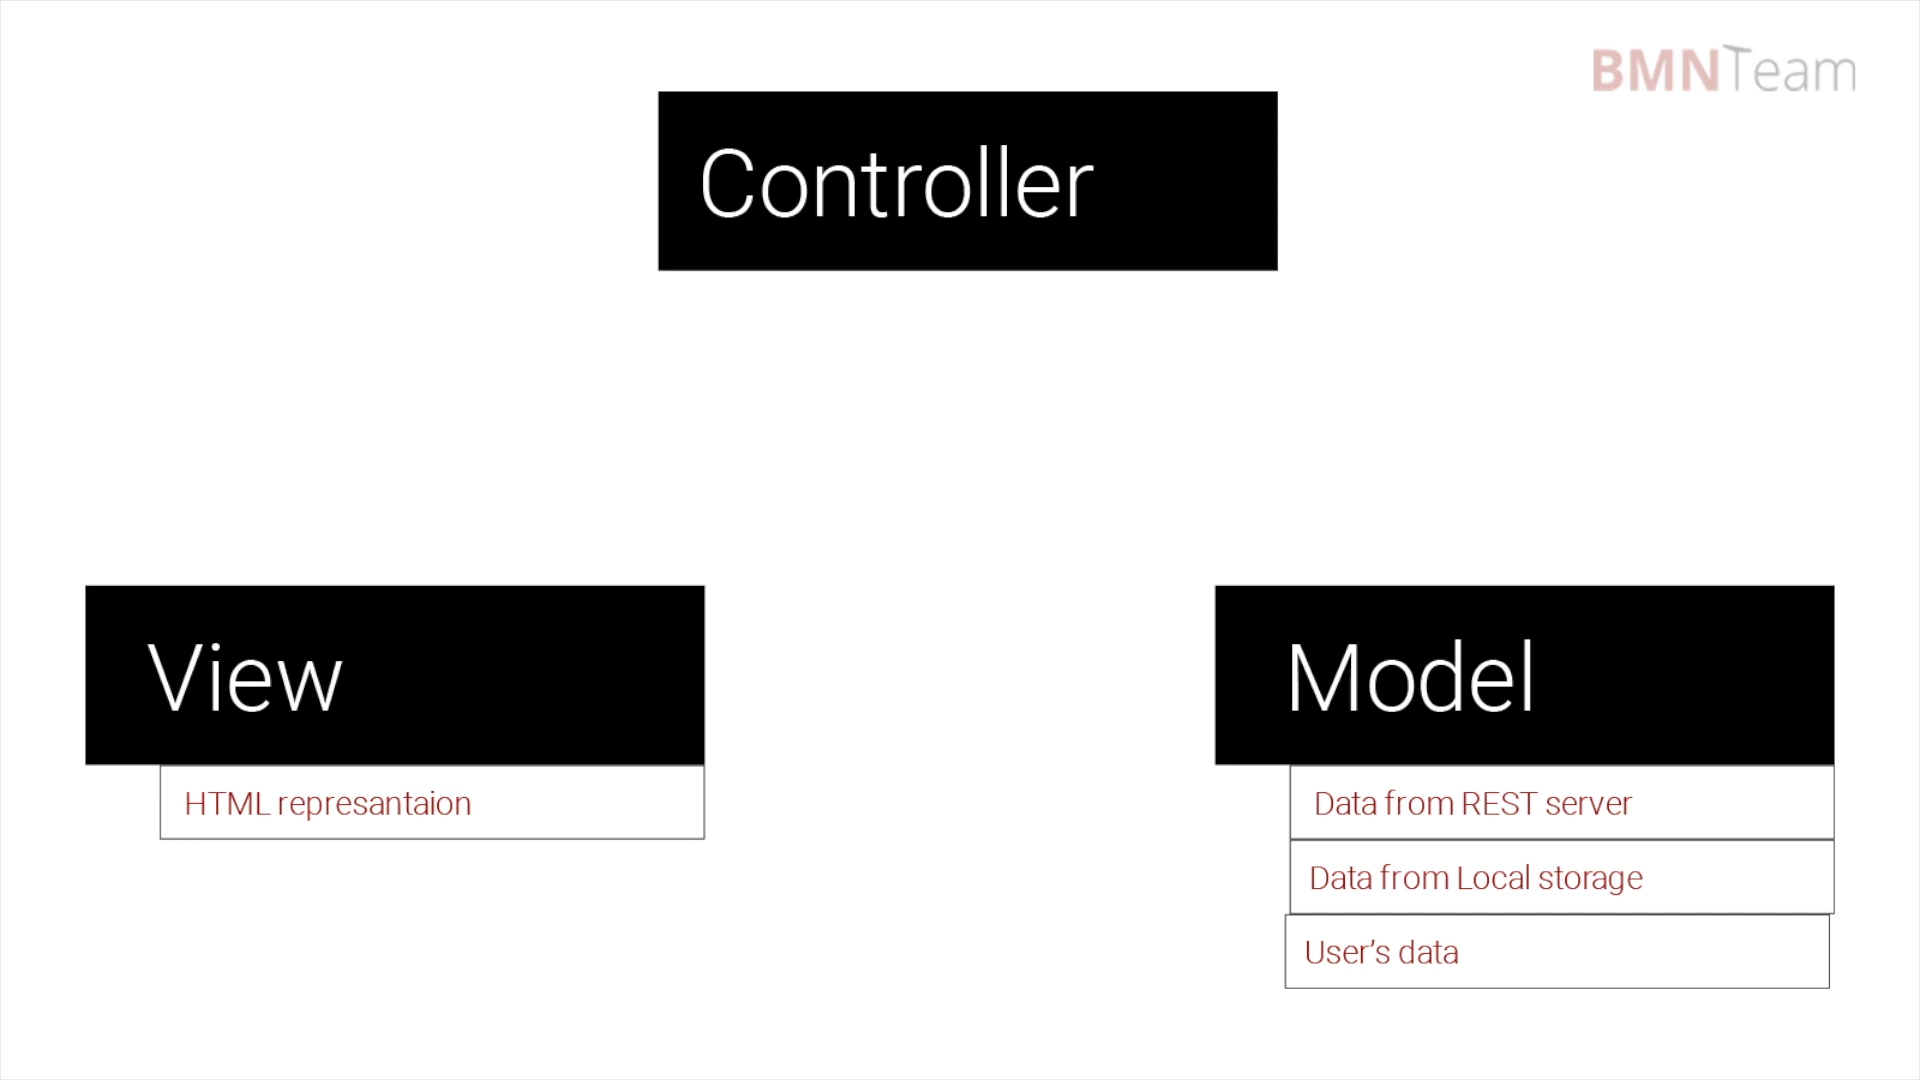 BMNTeam
Controller
View
HTML represantaion
Model
Data from REST server
Data from Local storage
User’s data